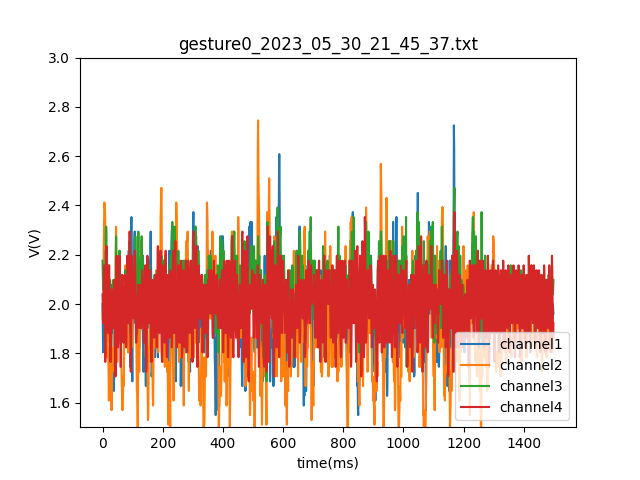 gesture0_2023_05_30_21_45_37.txt
3.0
2.8
2.6
2.4
2.2
2.0
1.8
1.6
V(V)
channel1
channel2
channel3
channel4
0 200 400 600 800 1000 1200 1400
time(ms)